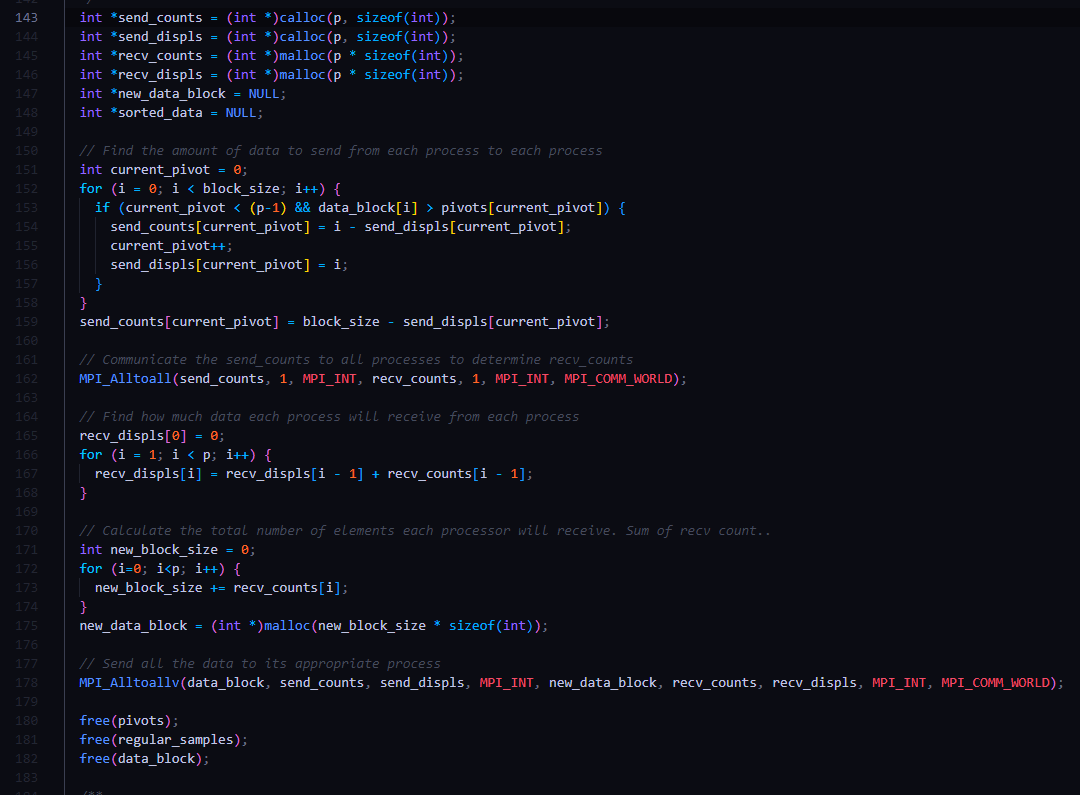 143 int *send_counts = (int *)calloc(p, sizeof(int));
144 int *send_displs = (int *)calloc(p, sizeof(int));
145 int *recv_counts = (int *)malloc(p * sizeof(int));
146 int *recv_displs = (int *)malloc(p * sizeof(int));
147 int *new_data_block = NULL;
148 int *sorted_data = NULL;
149
150 // Find the amount of data to send from each process to each process
151 int current_pivot = 0;
152 for (i = 0; i < block_size; i++) {
153 if (current_pivot < (p-1) && data_block[i] > pivots[current_pivot]) {
154 send_counts[current_pivot] = i - send_displs[current_pivot];
155 current_pivot++;
156 send_displs[current_pivot] = i;
157 }
158 }
159 send_counts[current_pivot] = block_size - send_displs[current_pivot];
160
161 // Communicate the send_counts to all processes to determine recv_counts
162 MPI_Alltoall(send_counts, 1, MPI_INT, recv_counts, 1, MPI_INT, MPI_COMM_WORLD);
163
164 // Find how much data each process will receive from each process
165 recv_displs[0] = 0;
166 for (i = 1; i < p; i++) {
167 recv_displs[i] = recv_displs[i - 1] + recv_counts[i - 1];
168 }
169
170 // Calculate the total number of elements each processor will receive. Sum of recv count..
171 int new_block_size = 0;
172 for (i=0; i<p; i++) {
173 new_block_size += recv_counts[i];
174 }
175 new_data_block = (int *)malloc(new_block_size * sizeof(int));
176
177 // Send all the data to its appropriate process
178 MPI_Alltoallv(data_block, send_counts, send_displs, MPI_INT, new_data_block, recv_counts, recv_displs, MPI_INT, MPI_COMM_WORLD);
179
180 free(pivots);
181 free(regular_samples);
182 free(data_block);
183